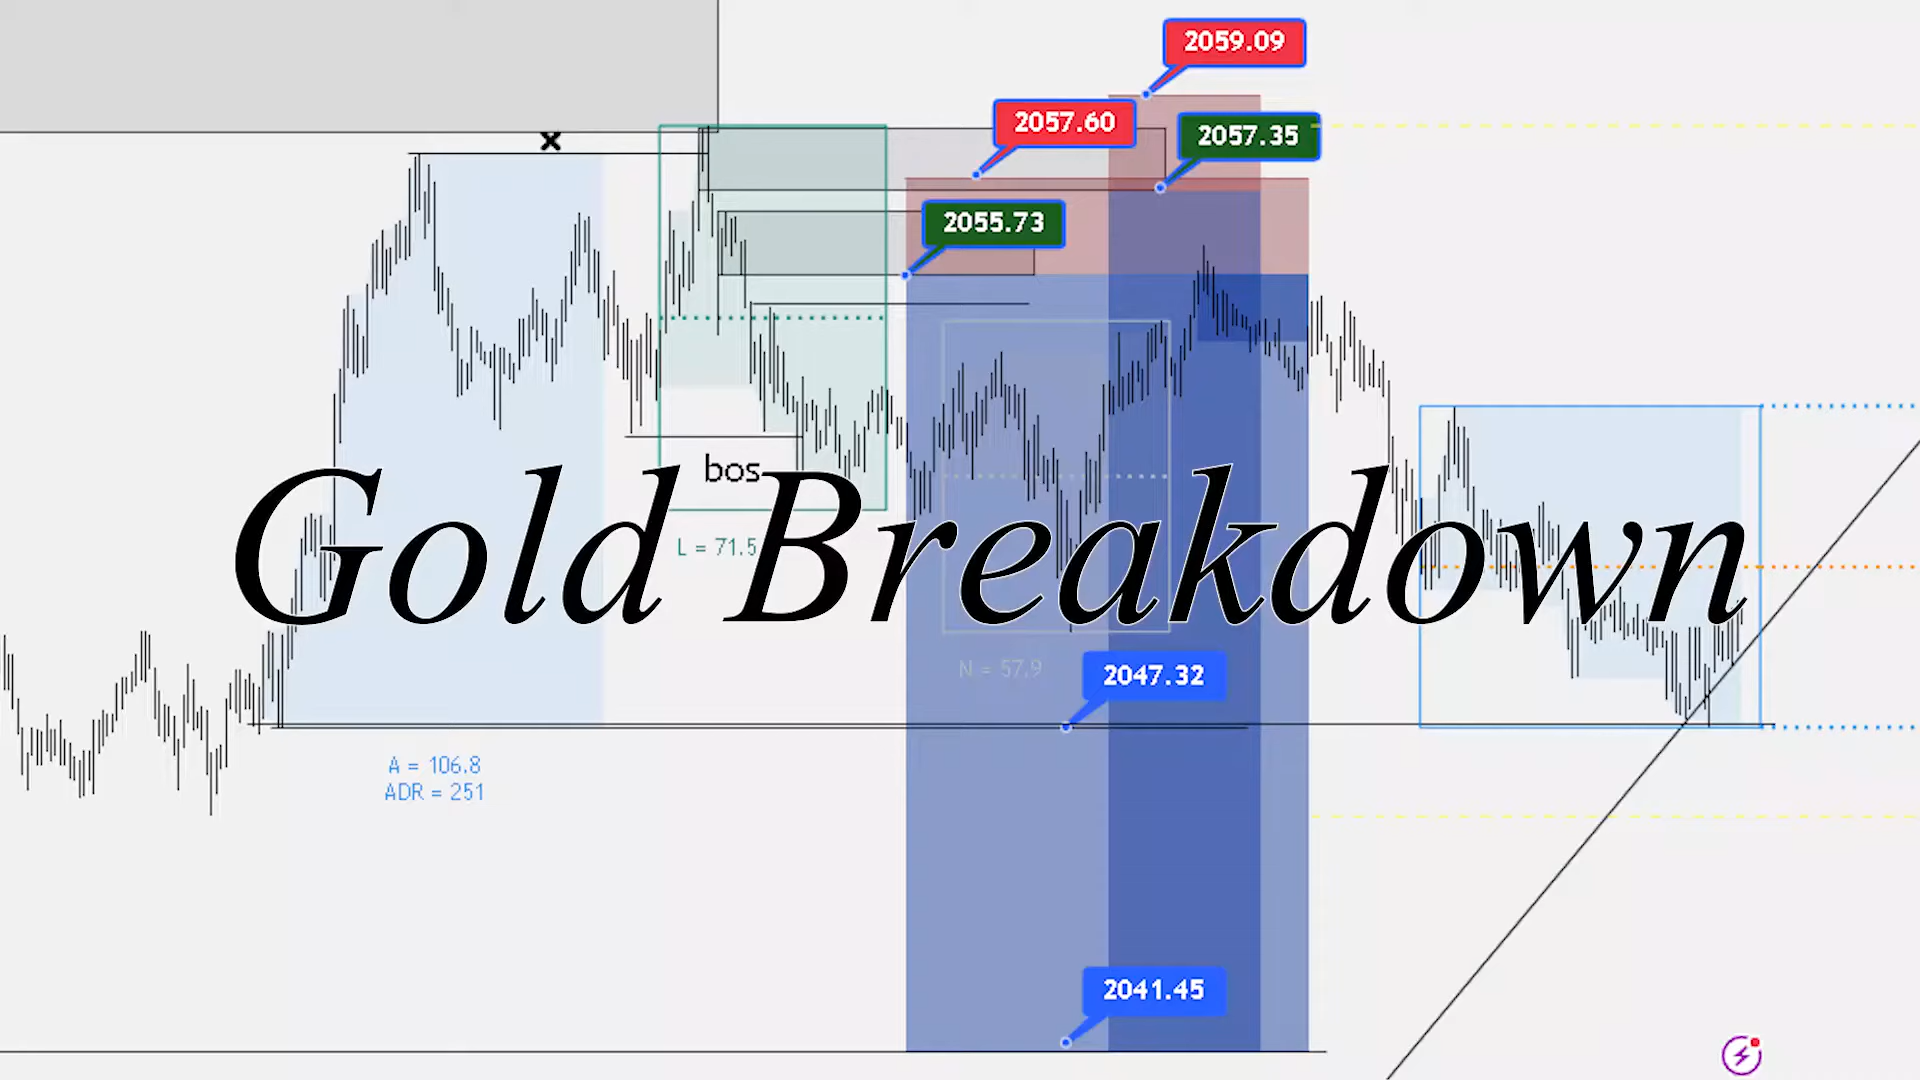 2059.09
2057.60
2057.35
x
2055.73
bos
Gold Breakdown
L = 71.5
N = 57.9
2047.32
A = 106.8
ADR = 251
2041.45